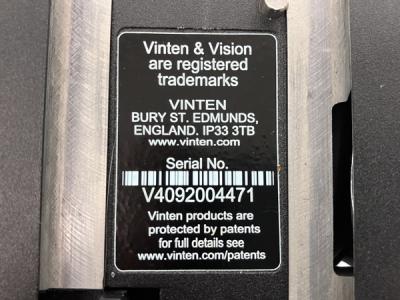 Vinten & Vision
are registered
trademarks
VINTEN
BURY ST. EDMUNDS,
ENGLAND. IP33 3TB
www.vinten.com
Serial No.
V4092004471
Vinten products are
protected by patents
for full details see
www.vinten.com/patents